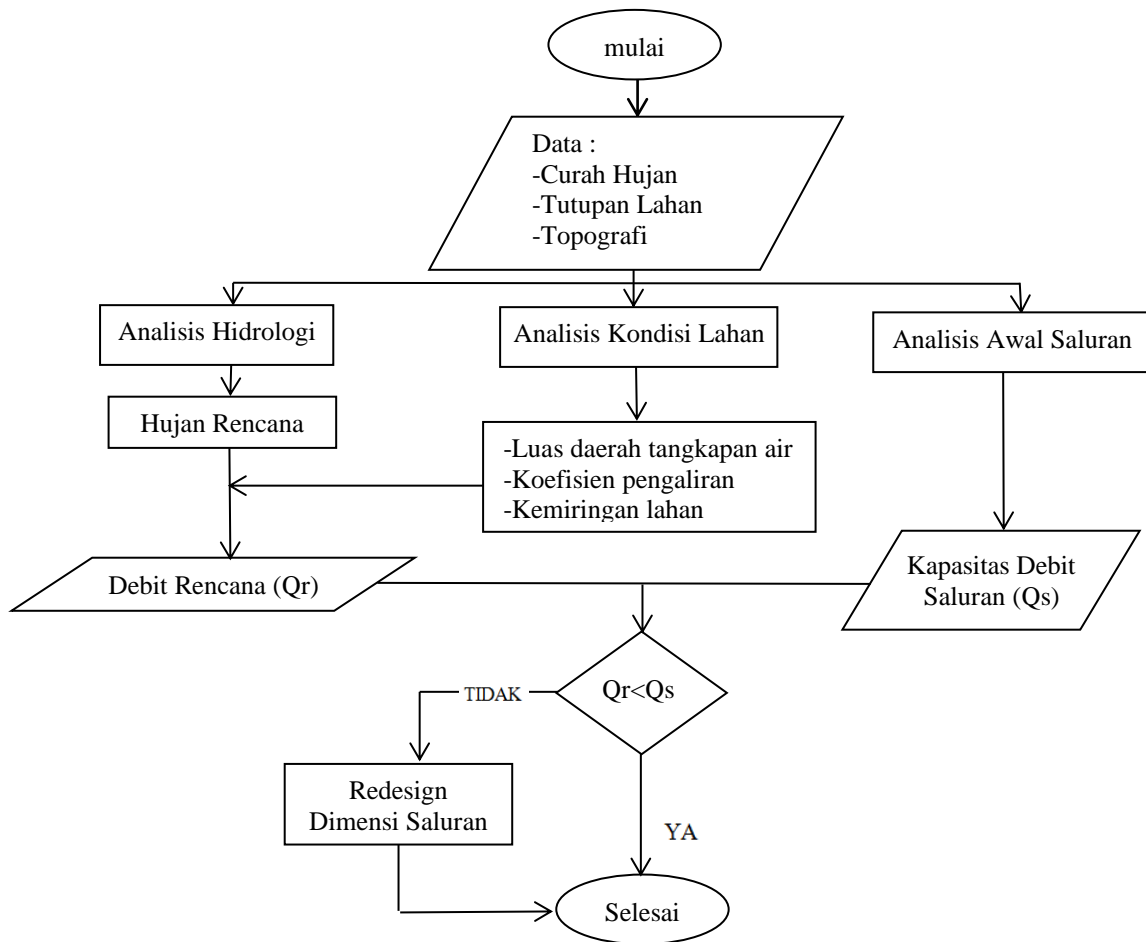 mulai
Data :
-Curah Hujan
-Tutupan Lahan
-Topografi
Analisis Hidrologi
Analisis Kondisi Lahan
Analisis Awal Saluran
Hujan Rencana
-Luas daerah tangkapan air
-Koefisien pengaliran
-Kemiringan lahan
Debit Rencana (Qr)
Kapasitas Debit
Saluran (Qs)
Qr<Qs
TIDAK
Redesign
Dimensi Saluran
YA
Selesai